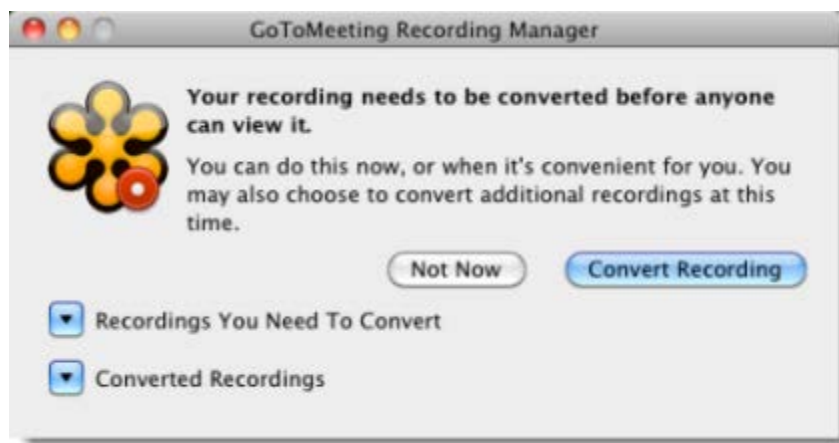 GoToMeeting Recording Manager
Your recording needs to be converted before anyone
can view it.
You can do this now, or when it's convenient for you. You
may also choose to convert additional recordings at this
time.
Not Now
Convert Recording
Recordings You Need To Convert
Converted Recordings